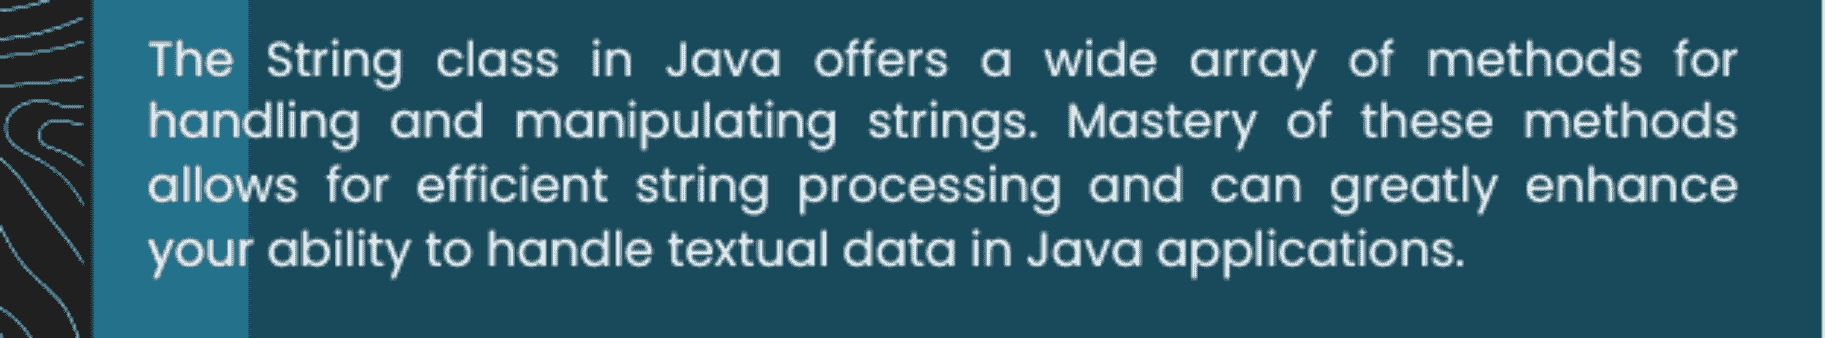 The String class in Java offers a wide array of methods for
handling and manipulating strings. Mastery of these methods
allows for efficient string processing and can greatly enhance
your ability to handle textual data in Java applications.